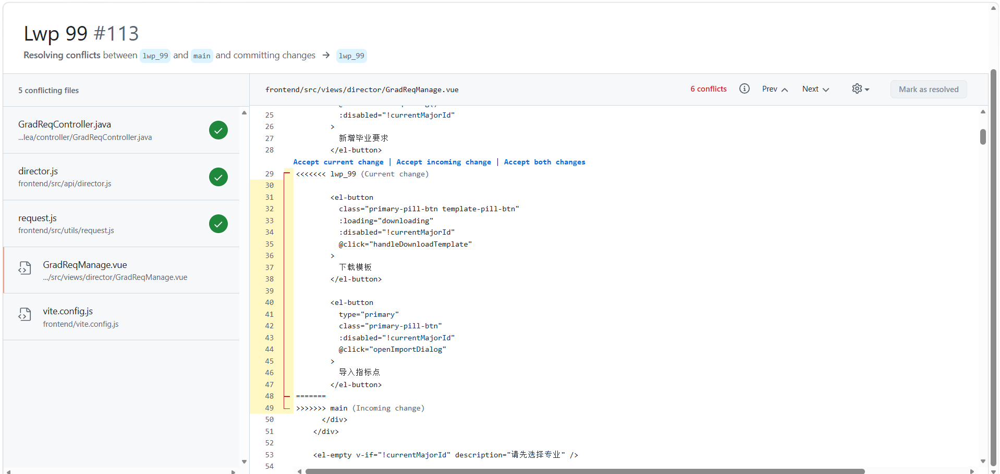 Lwp 99 #113
Resolving conflicts between lwp_99 and main and committing changes → lwp_99
5 conflicting files
GradReqController.java
...lea/controller/GradReqController.java
director.js
frontend/src/api/director.js
request.js
frontend/src/utils/request.js
GradReqManage.vue
.../src/views/director/GradReqManage.vue
vite.config.js
frontend/vite.config.js
frontend/src/views/director/GradReqManage.vue
6 conflicts
Prev
Next
Mark as resolved
25 :disabled="!currentMajorId"
26 >
27 新增毕业要求
28 </el-button>
Accept current change | Accept incoming change | Accept both changes
29 <<<<<<< lwp_99 (Current change)
30
31 <el-button
32 class="primary-pill-btn template-pill-btn"
33 :loading="downloading"
34 :disabled="!currentMajorId"
35 @click="handleDownloadTemplate"
36 >
37 下载模板
38 </el-button>
39
40 <el-button
41 type="primary"
42 class="primary-pill-btn"
43 :disabled="!currentMajorId"
44 @click="openImportDialog"
45 >
46 导入指标点
47 </el-button>
48 =======
49 >>>>>>> main (Incoming change)
50 </div>
51 </div>
52
53 <el-empty v-if="!currentMajorId" description="请先选择专业" />
54